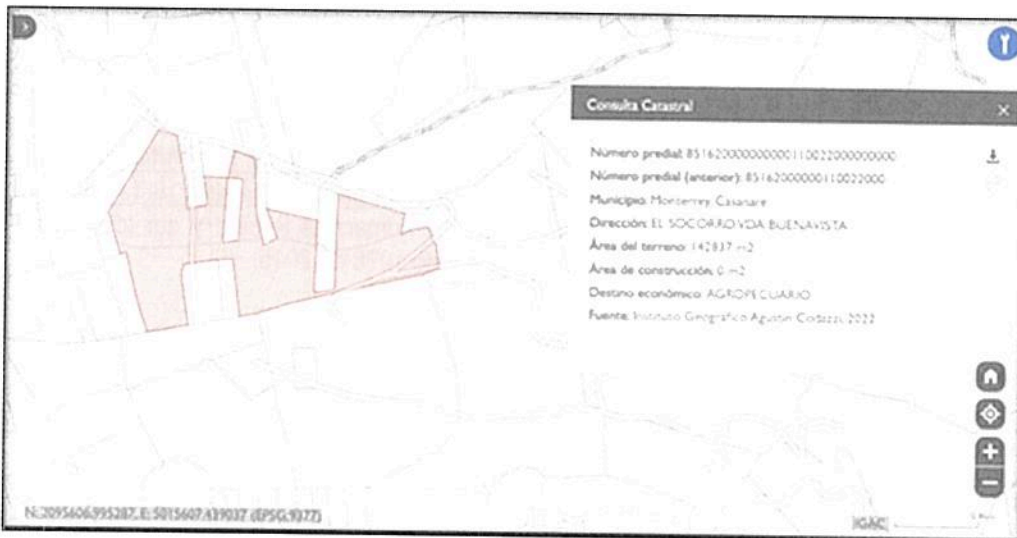 Consulta Catastral
Número predial: 851620000000000110022000000000
Número predial (anterior): 85162000000110022000
Municipio: Monterrey, Casanare
Dirección: EL SOCORRO VDA BUENAVISTA
Área del terreno: 142837 m2
Área de construcción: 0 m2
Destino económico: AGROPECUARIO
Fuente: Instituto Geográfico Agustín Codazzi, 2022
N: 2095606.995287, E: 5015607.439037 (EPSG:9377)
IGAC